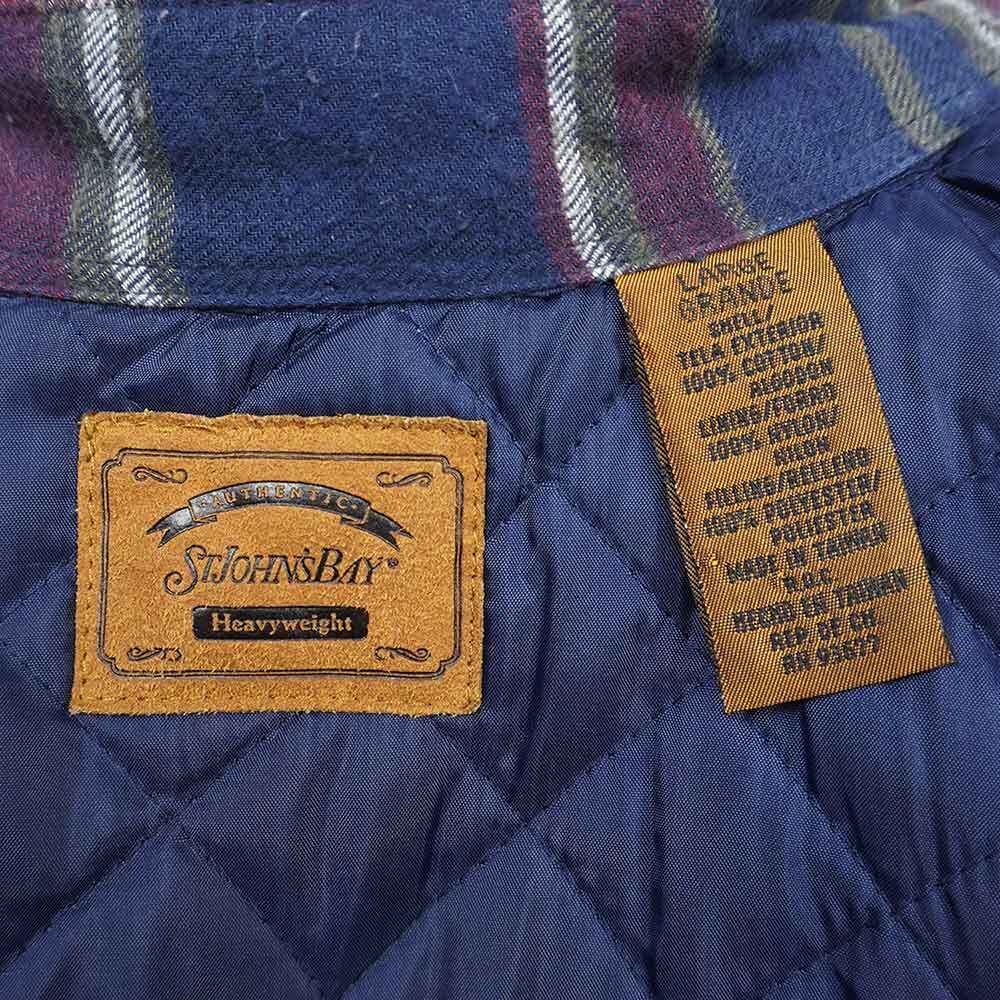 AUTHENTIC
ST. JOHN'S BAY®
Heavyweight
LARGE
GRANDE
SHELL/
TELA EXTERIOR
100% COTTON/
ALGODON
LINING/FORRO
100% NYLON/
NILON
FILLING/RELLENO
100% POLYESTER/
POLIESTER
MADE IN TAIWAN
R.O.C.
HECHO EN TAIWAN
REP DE CH
RN 93677